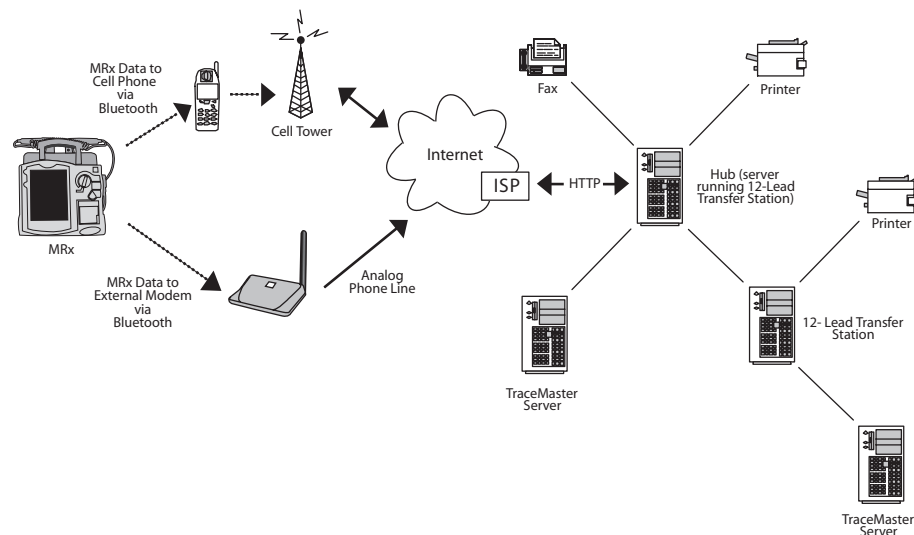 MRx Data to
Cell Phone
via
Bluetooth
Cell Tower
Fax
Printer
Internet
ISP
HTTP
Hub (server
running 12-Lead
Transfer Station)
Printer
MRx
MRx Data to
External Modem
via
Bluetooth
Analog
Phone Line
12- Lead Transfer
Station
TraceMaster
Server
TraceMaster
Server